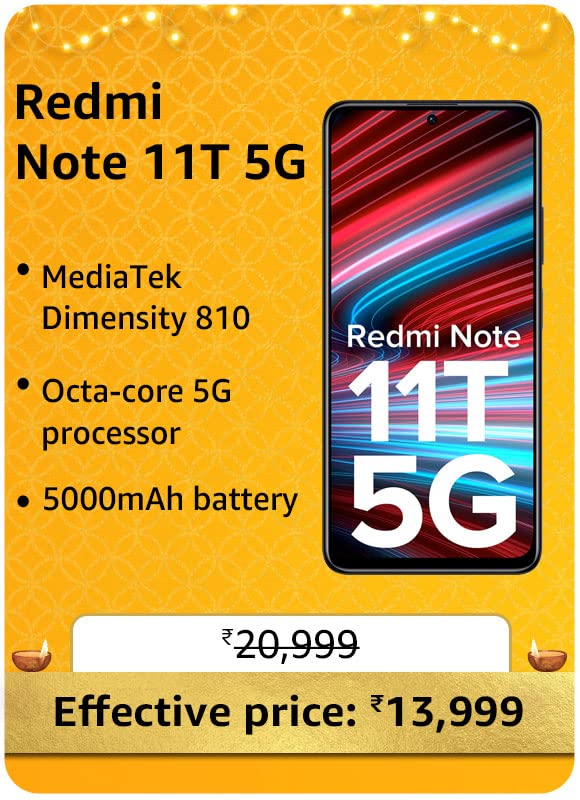 Redmi
Note 11T 5G
• MediaTek
Dimensity 810
• Octa-core 5G
processor
• 5000mAh battery
Redmi Note
11T
5G
₹20,999
Effective price: ₹13,999